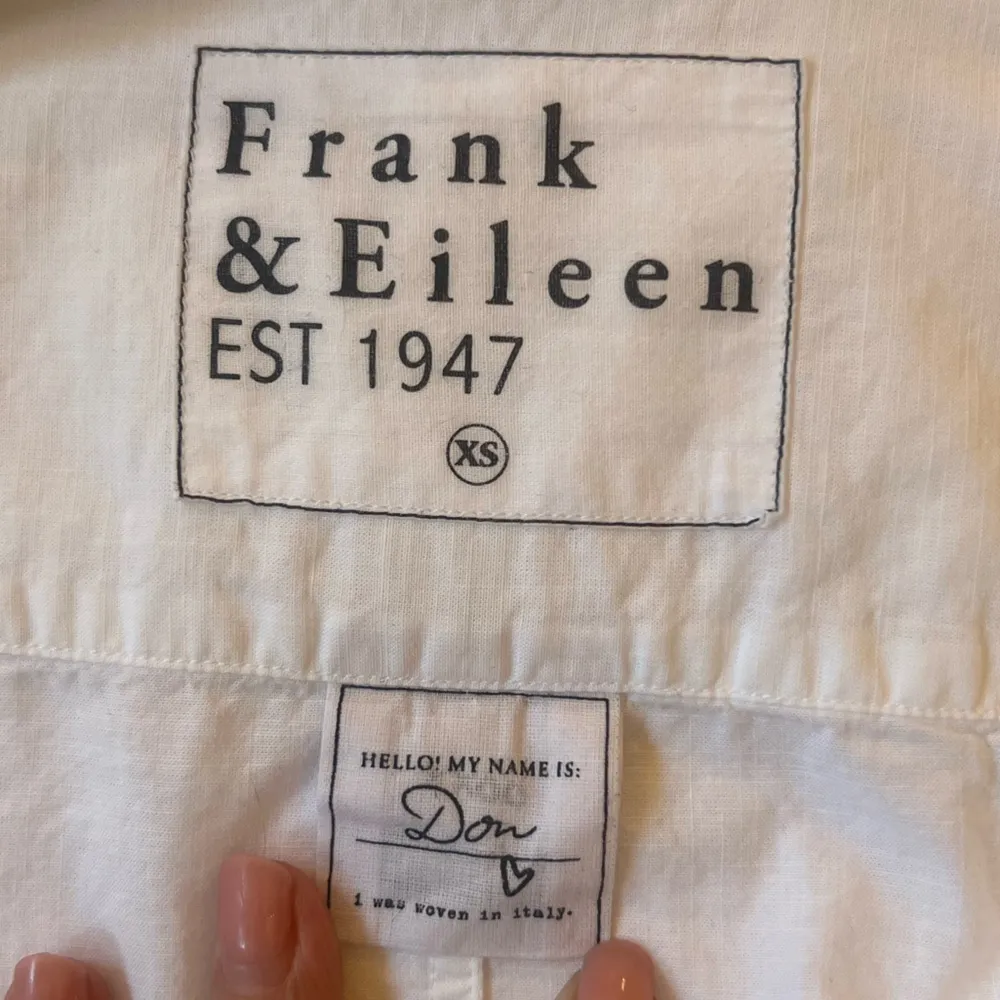 Frank
& Eileen
EST 1947
XS
HELLO! MY NAME IS:
Don
i was woven in italy.